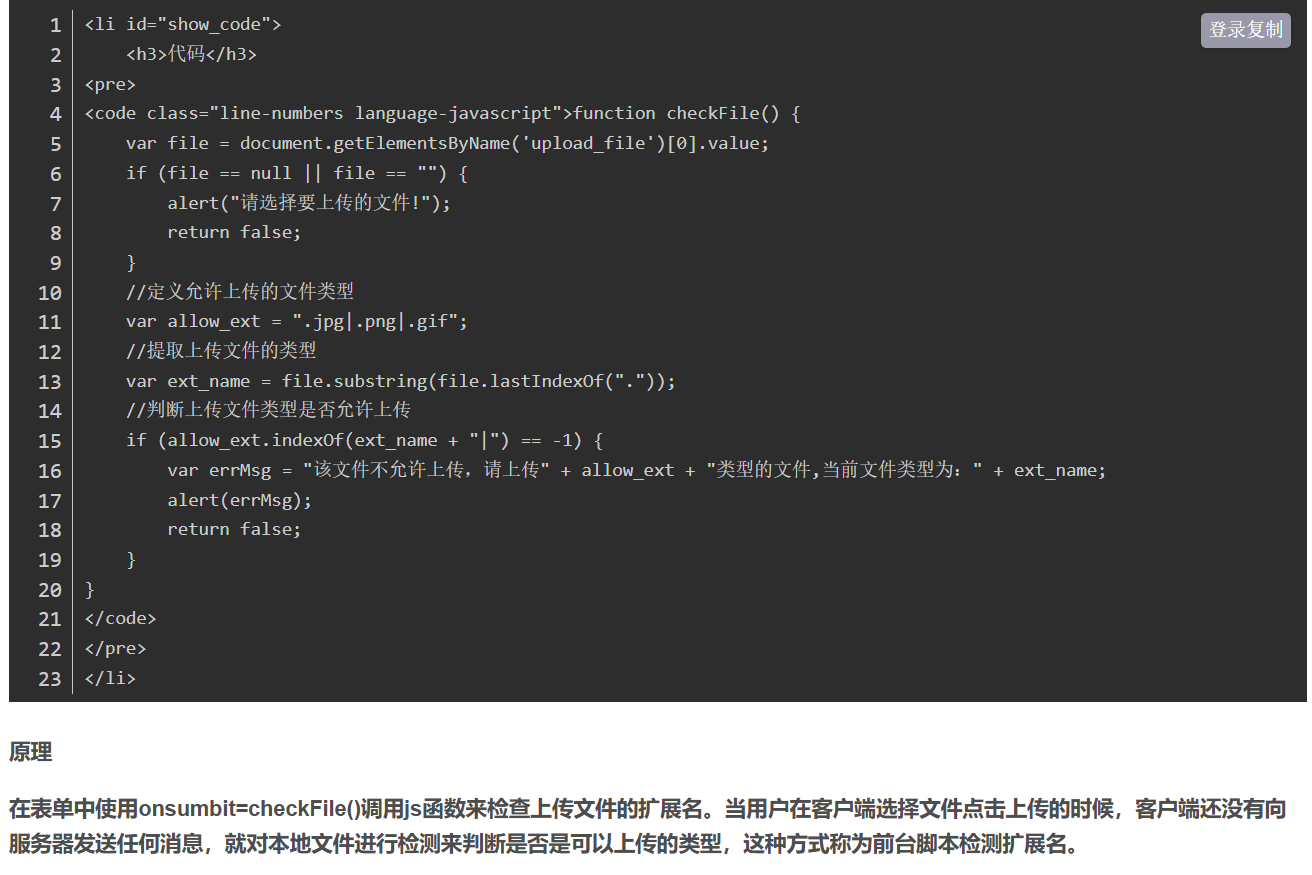 登录复制
1 <li id="show_code">
2     <h3>代码</h3>
3 <pre>
4 <code class="line-numbers language-javascript">function checkFile() {
5     var file = document.getElementsByName('upload_file')[0].value;
6     if (file == null || file == "") {
7         alert("请选择要上传的文件!");
8         return false;
9     }
10     //定义允许上传的文件类型
11     var allow_ext = ".jpg|.png|.gif";
12     //提取上传文件的类型
13     var ext_name = file.substring(file.lastIndexOf("."));
14     //判断上传文件类型是否允许上传
15     if (allow_ext.indexOf(ext_name + "|") == -1) {
16         var errMsg = "该文件不允许上传，请上传" + allow_ext + "类型的文件,当前文件类型为：" + ext_name;
17         alert(errMsg);
18         return false;
19     }
20 }
21 </code>
22 </pre>
23 </li>
原理
在表单中使用onsumbit=checkFile()调用js函数来检查上传文件的扩展名。当用户在客户端选择文件点击上传的时候，客户端还没有向
服务器发送任何消息，就对本地文件进行检测来判断是否是可以上传的类型，这种方式称为前台脚本检测扩展名。